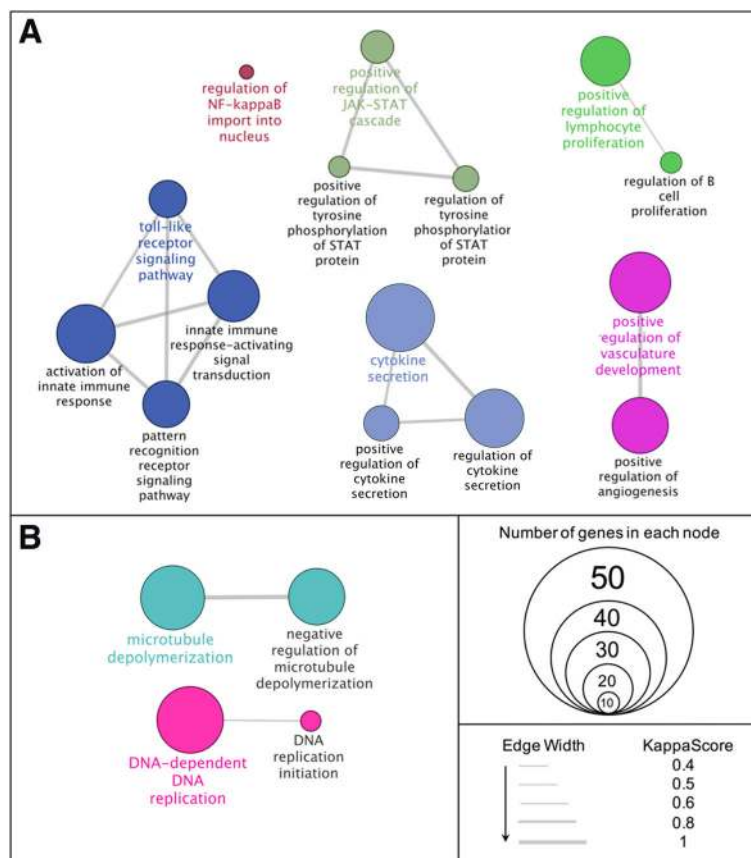 A
regulation of
NF-kappaB
import into
nucleus
positive
regulation of
JAK-STAT
cascade
positive
regulation of
tyrosine
phosphorylation
of STAT
protein
regulation of
tyrosine
phosphorylation
of STAT
protein
positive
regulation of
lymphocyte
proliferation
regulation of B
cell
proliferation
toll-like
receptor
signaling
pathway
activation of
innate immune
response
innate immune
response-activating
signal
transduction
pattern
recognition
receptor
signaling
pathway
cytokine
secretion
positive
regulation of
cytokine
secretion
regulation of
cytokine
secretion
positive
regulation of
vasculature
development
positive
regulation of
angiogenesis
B
microtubule
depolymerization
negative
regulation of
microtubule
depolymerization
DNA-dependent
DNA
replication
DNA
replication
initiation
Number of genes in each node
50
40
30
20
10
Edge Width KappaScore
0.4
0.5
0.6
0.8
1